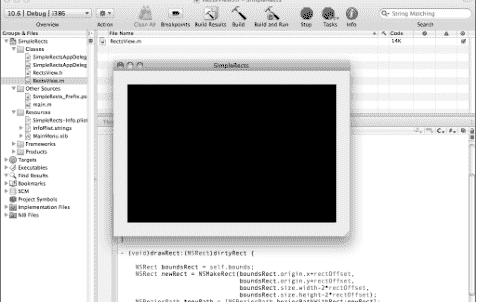 10.6 | Debug | i386
Overview
Action
Clean All
Breakpoints
Build Results
Build
Build and Run
Stop
Tasks
Info
String Matching
Search
Groups & Files
File Name
Code
SimpleRects
RectsView.m
14K
Classes
SimpleRectsAppDeleg
SimpleRectsAppDeleg
RectsView.h
RectsView.m
SimpleRects
Other Sources
SimpleRects_Prefix.pc
main.m
Resources
SimpleRects-Info.plist
InfoPlist.strings
MainMenu.xib
Frameworks
Products
Targets
Executables
Find Results
Bookmarks
SCM
Project Symbols
Implementation Files
NIB Files
}
- (void)drawRect:(NSRect)dirtyRect {
NSRect boundsRect = self.bounds;
NSRect newRect = NSMakeRect(boundsRect.origin.x+rectOffset,
boundsRect.origin.y+rectOffset,
boundsRect.size.width-2*rectOffset,
boundsRect.size.height-2*rectOffset);